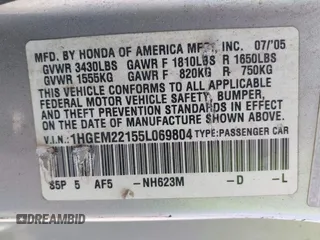 MFD. BY HONDA OF AMERICA MFG., INC. 07/'05
GVWR 3430LBS GAWR F 1810LBS R 1650LBS
GVWR 1555KG GAWR F 820KG R 750KG
THIS VEHICLE CONFORMS TO ALL APPLICABLE
FEDERAL MOTOR VEHICLE SAFETY, BUMPER,
AND THEFT PREVENTION STANDARDS IN EFFECT
ON THE DATE OF MANUFACTURE SHOWN ABOVE.
V.I.N.: 1HGEM22155L069804 TYPE: PASSENGER CAR
S5P 5 AF5 -NH623M -D -L
DREAMBID